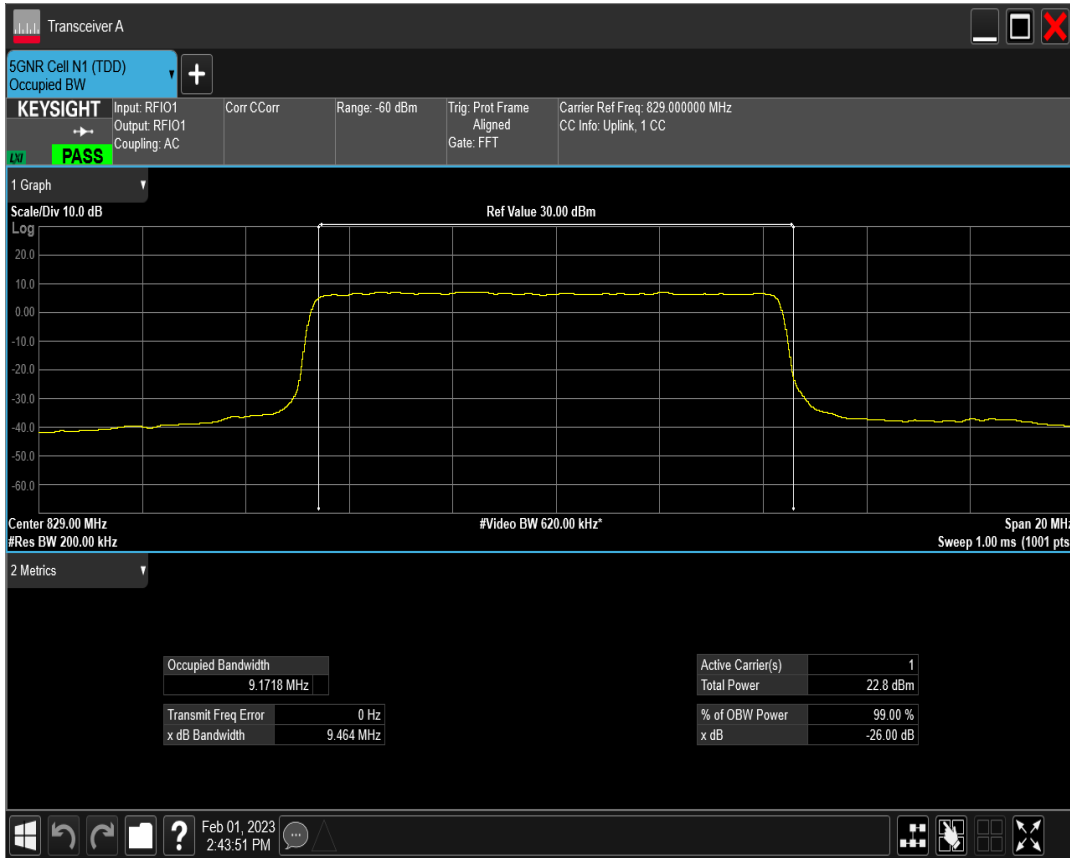 Transceiver A
5GNR Cell N1 (TDD)
Occupied BW
+
KEYSIGHT
LXI
PASS
Input: RFIO1
Output: RFIO1
Coupling: AC
Corr CCorr
Range: -60 dBm
Trig: Prot Frame
Aligned
Gate: FFT
Carrier Ref Freq: 829.000000 MHz
CC Info: Uplink, 1 CC
1 Graph
Scale/Div 10.0 dB
Ref Value 30.00 dBm
Log
20.0
10.0
0.00
-10.0
-20.0
-30.0
-40.0
-50.0
-60.0
Center 829.00 MHz
#Video BW 620.00 kHz*
Span 20 MHz
#Res BW 200.00 kHz
Sweep 1.00 ms (1001 pts
2 Metrics
Occupied Bandwidth
9.1718 MHz
Transmit Freq Error 0 Hz
x dB Bandwidth 9.464 MHz
Active Carrier(s) 1
Total Power 22.8 dBm
% of OBW Power 99.00 %
x dB -26.00 dB
?
Feb 01, 2023
2:43:51 PM